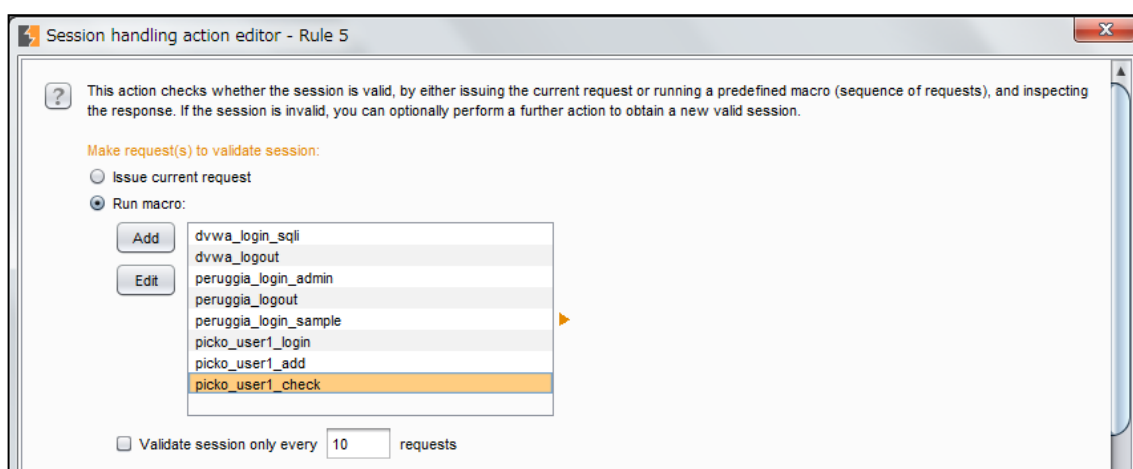 Session handling action editor - Rule 5
This action checks whether the session is valid, by either issuing the current request or running a predefined macro (sequence of requests), and inspecting
the response. If the session is invalid, you can optionally perform a further action to obtain a new valid session.
Make request(s) to validate session:
Issue current request
Run macro:
Add
Edit
dvwa_login_sqli
dvwa_logout
peruggia_login_admin
peruggia_logout
peruggia_login_sample
picko_user1_login
picko_user1_add
picko_user1_check
Validate session only every 10 requests